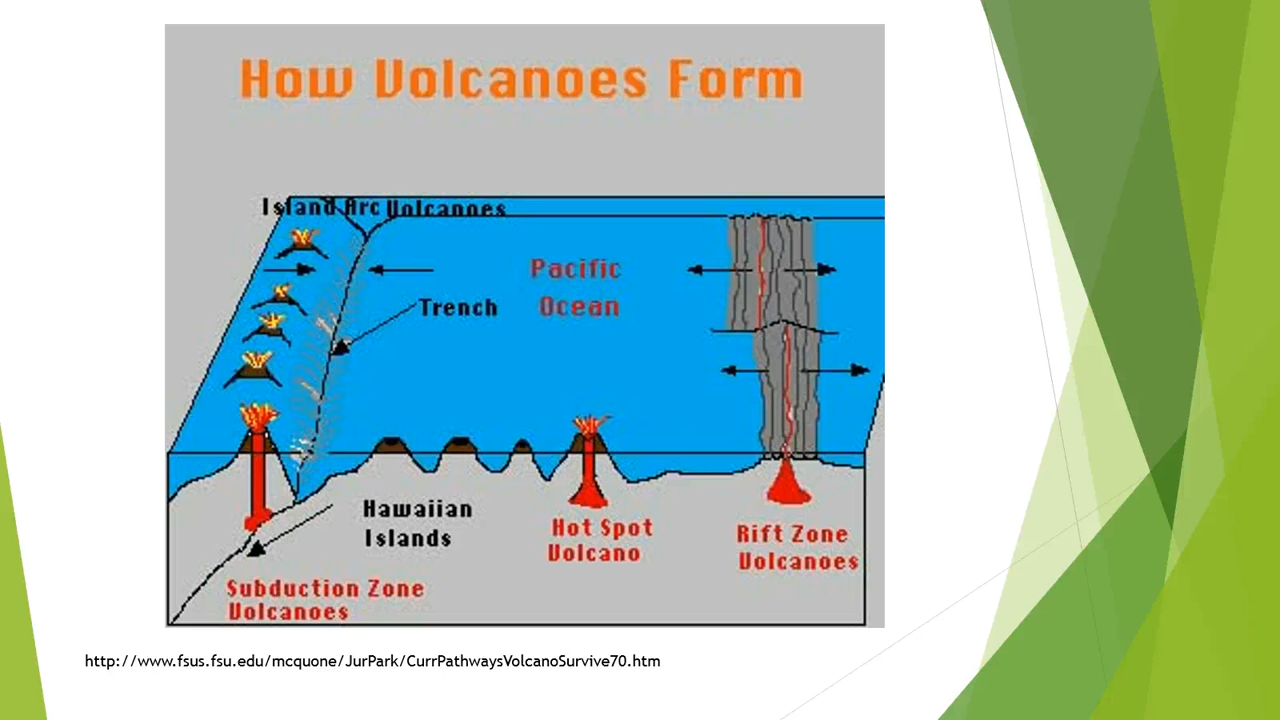 How Volcanoes Form
Island Arc Volcanoes
Pacific
Ocean
Trench
Hawaiian
Islands
Hot Spot
Volcano
Rift Zone
Volcanoes
Subduction Zone
Volcanoes
http://www.fsus.fsu.edu/mcquone/JurPark/CurrPathwaysVolcanoSurvive70.htm